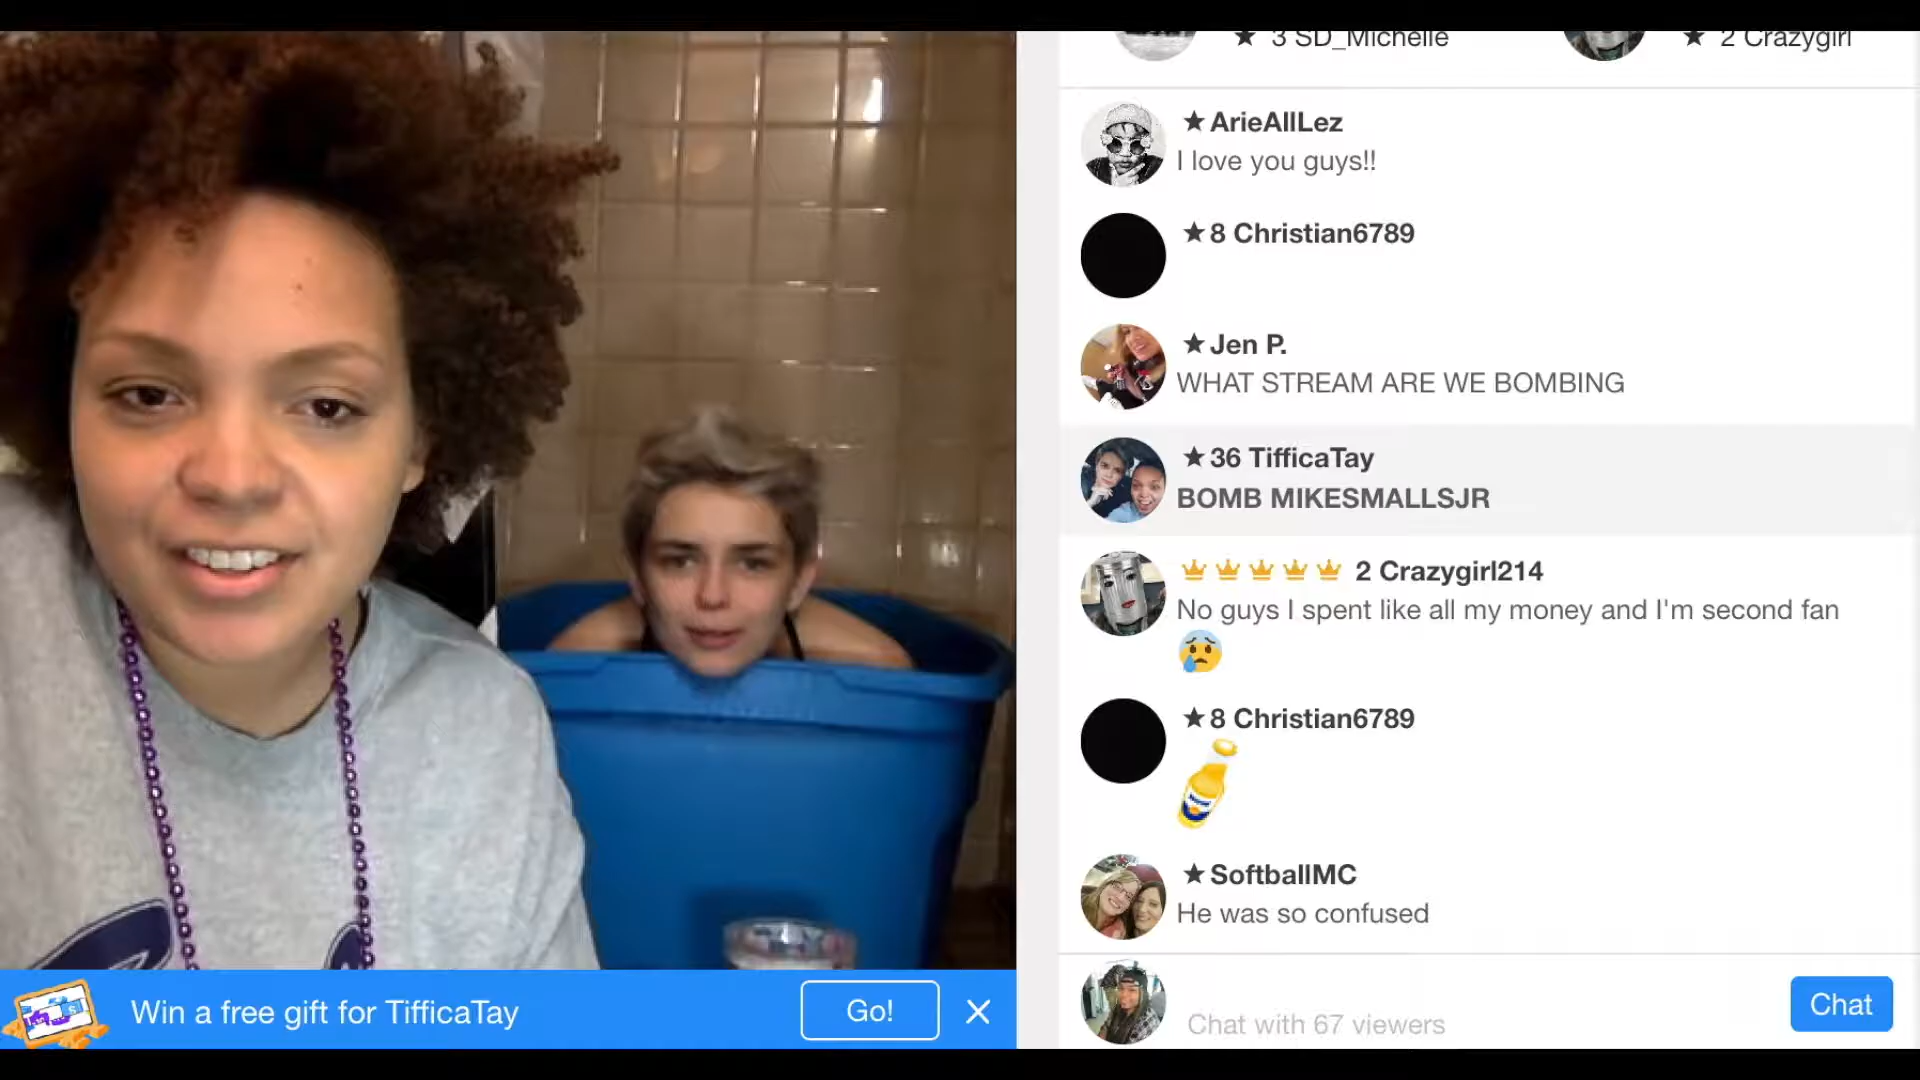 ★ 3 SD_Michelle
★ 2 Crazygirl
★ ArieAllLez
I love you guys!!
★8 Christian6789
★ Jen P.
WHAT STREAM ARE WE BOMBING
★36 TifficaTay
BOMB MIKESMALLSJR
2 Crazygirl214
No guys I spent like all my money and I'm second fan
★8 Christian6789
★ SoftballMC
He was so confused
Win a free gift for TifficaTay
Go!
Chat with 67 viewers
Chat